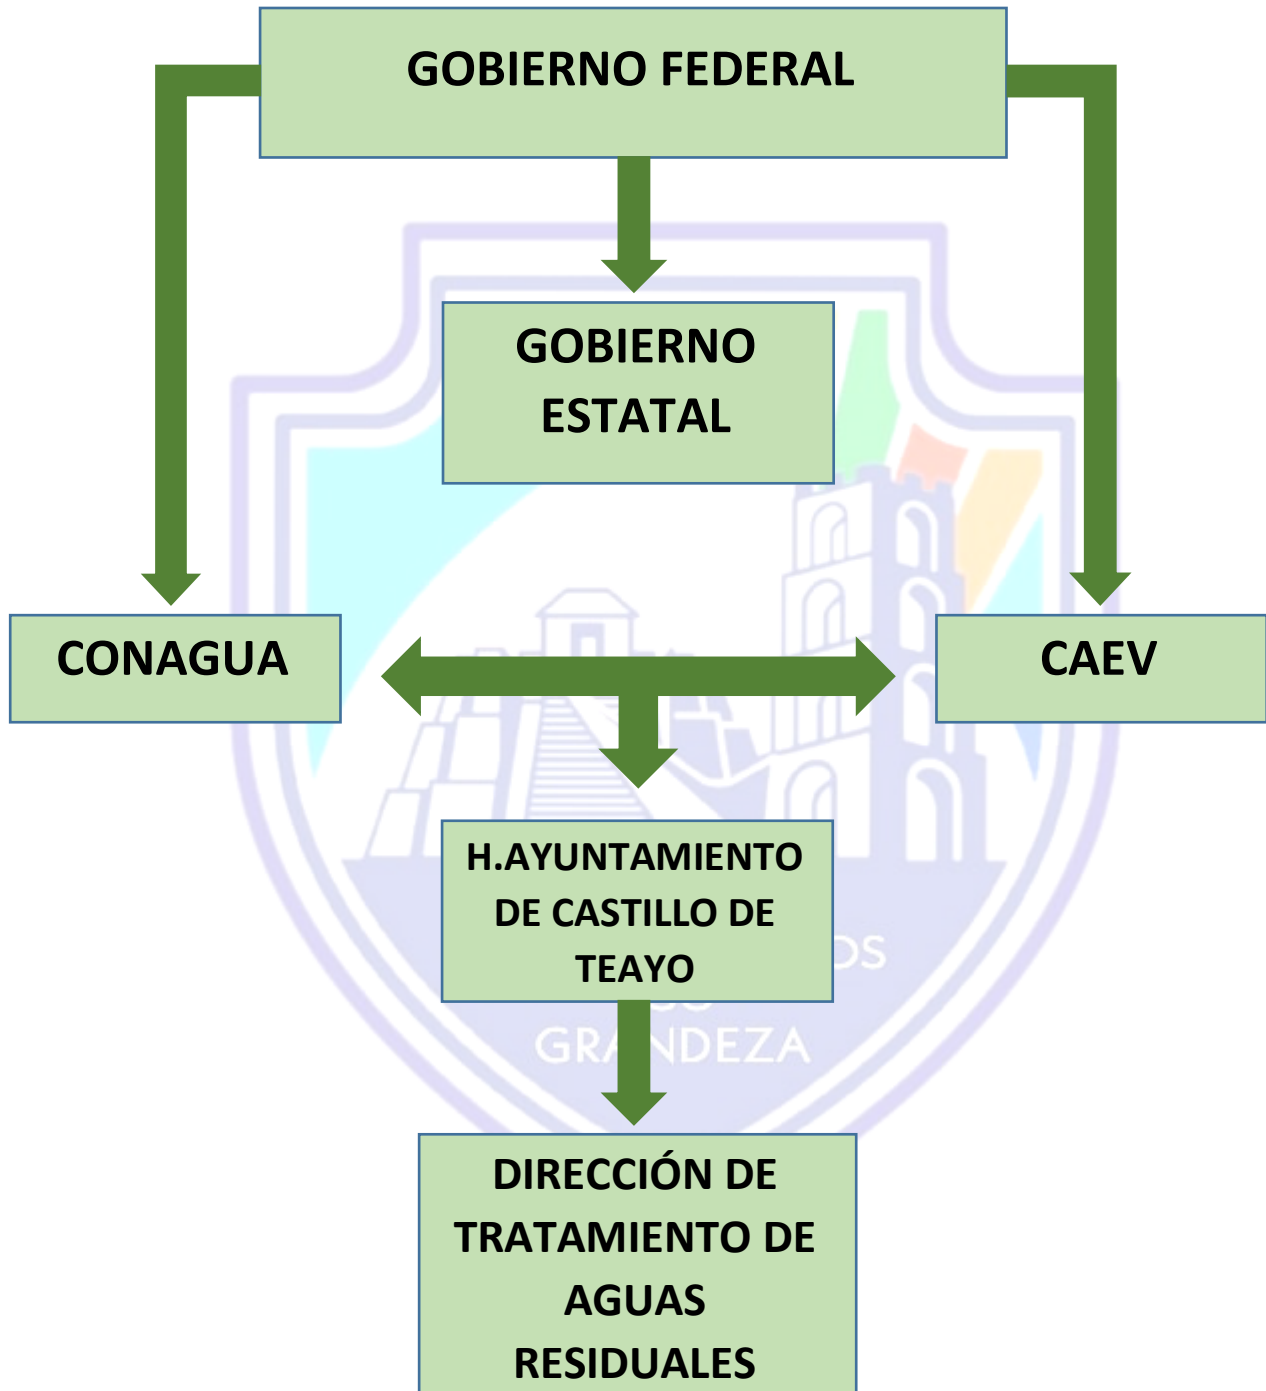 GOBIERNO FEDERAL
GOBIERNO
ESTATAL
CONAGUA
CAEV
H.AYUNTAMIENTO
DE CASTILLO DE
TEAYO
GRANDEZA
DIRECCIÓN DE
TRATAMIENTO DE
AGUAS
RESIDUALES